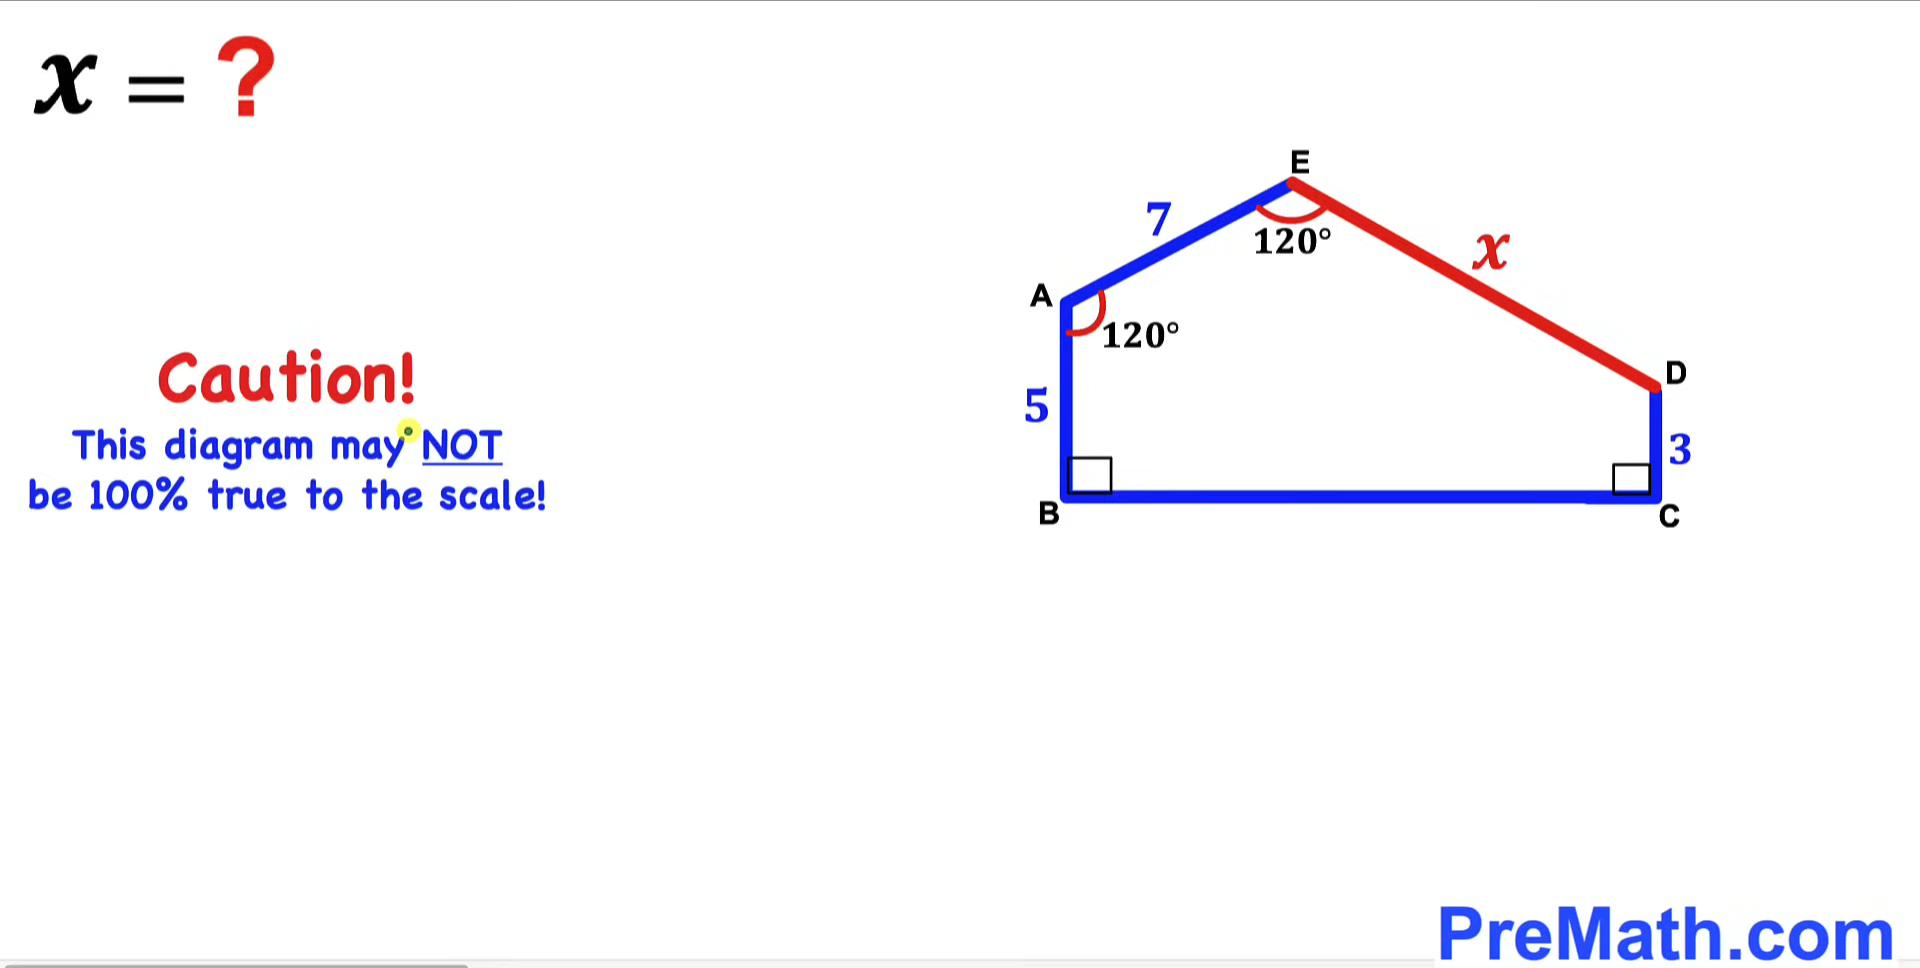 x = ?
E
7
120°
x
A
120°
D
5
3
B
C
Caution!
This diagram may NOT
be 100% true to the scale!
PreMath.com